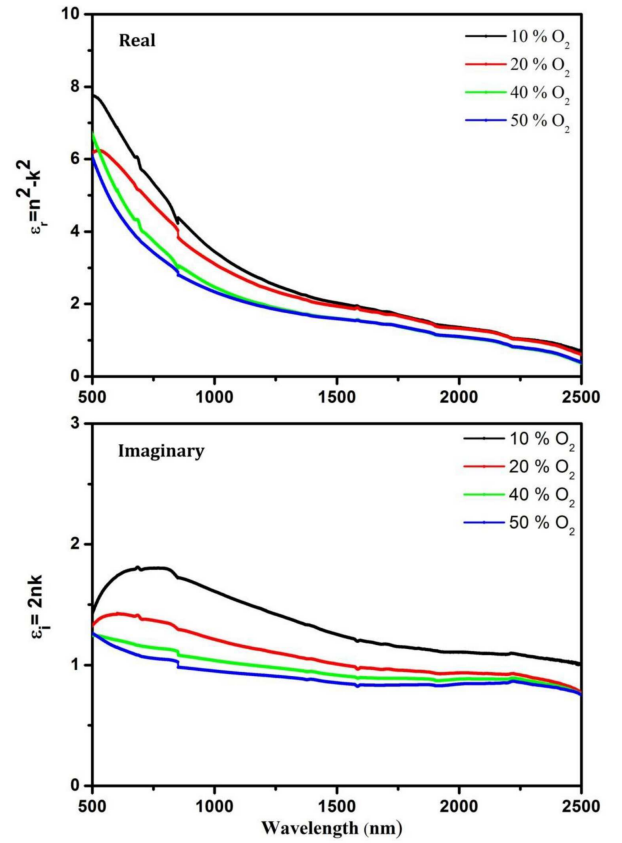 10
Real
10 % O₂
20 % O₂
40 % O₂
50 % O₂
8
6
4
2
0
εᵣ=n²-k²
500
1000
1500
2000
2500
3
Imaginary
10 % O₂
20 % O₂
40 % O₂
50 % O₂
2
1
0
εᵢ= 2nk
500
1000
1500
2000
2500
Wavelength (nm)